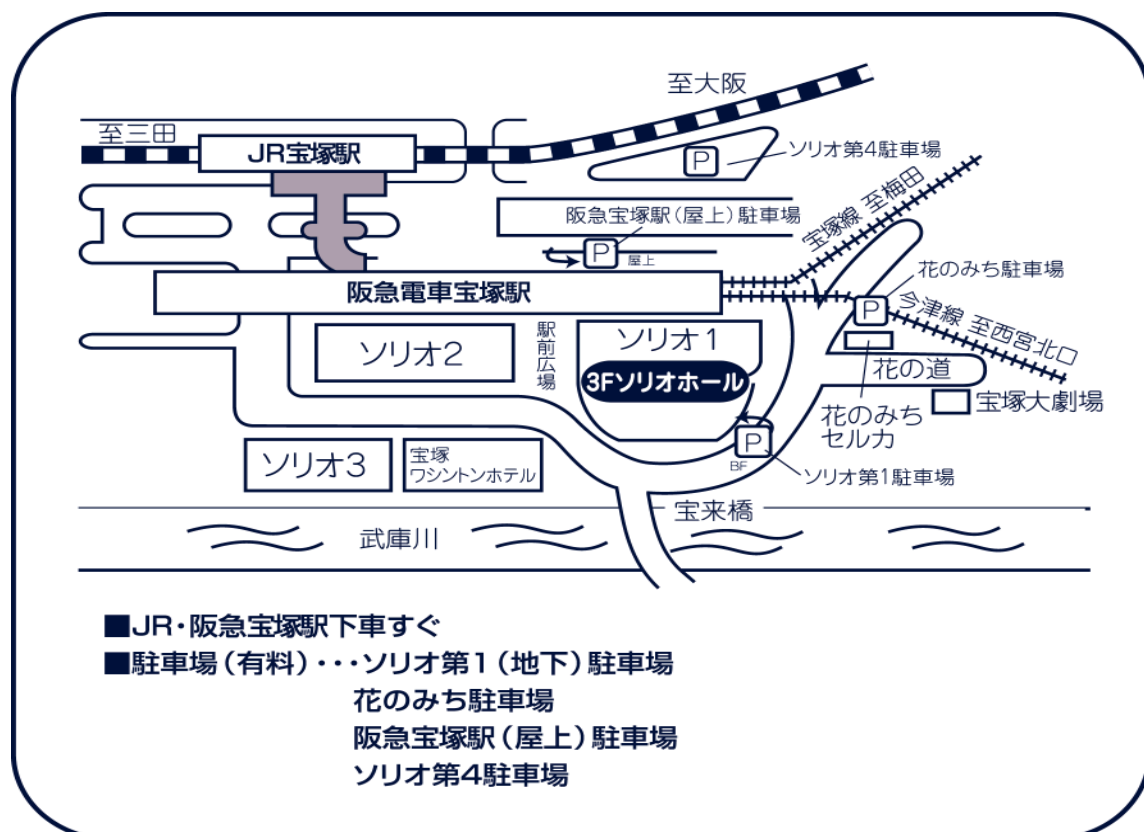 至大阪
至三田
JR宝塚駅
P
ソリオ第4駐車場
宝塚線 至梅田
阪急宝塚駅(屋上)駐車場
P
屋上
花のみち駐車場
阪急電車宝塚駅
P
今津線 至西宮北口
ソリオ2
駅前広場
ソリオ1
3Fソリオホール
花の道
宝塚大劇場
花のみち
セルカ
P
BF
ソリオ第1駐車場
ソリオ3
宝塚
ワシントンホテル
宝来橋
武庫川
■JR・阪急宝塚駅下車すぐ
■駐車場(有料)・・・ソリオ第1(地下)駐車場
花のみち駐車場
阪急宝塚駅(屋上)駐車場
ソリオ第4駐車場